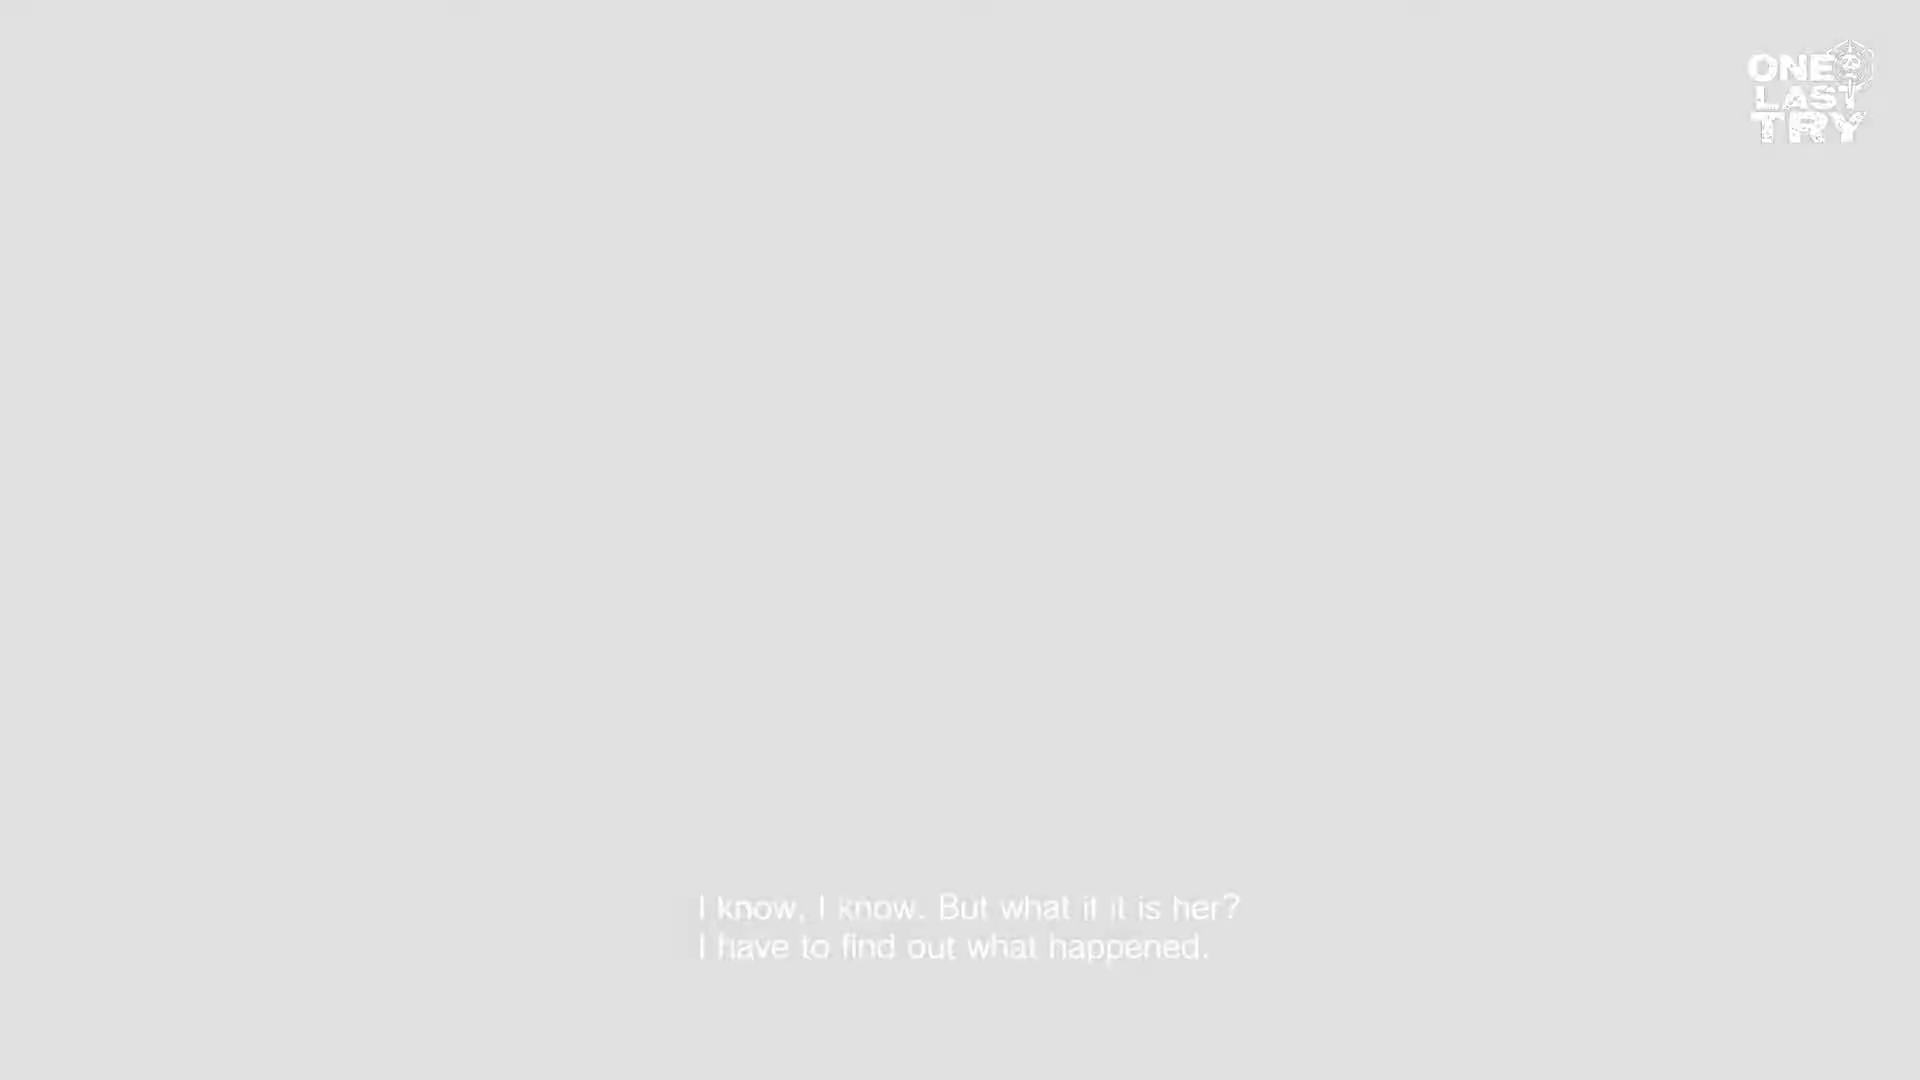 ONE
LAST
TRY
I know, I know. But what if it is her?
I have to find out what happened.